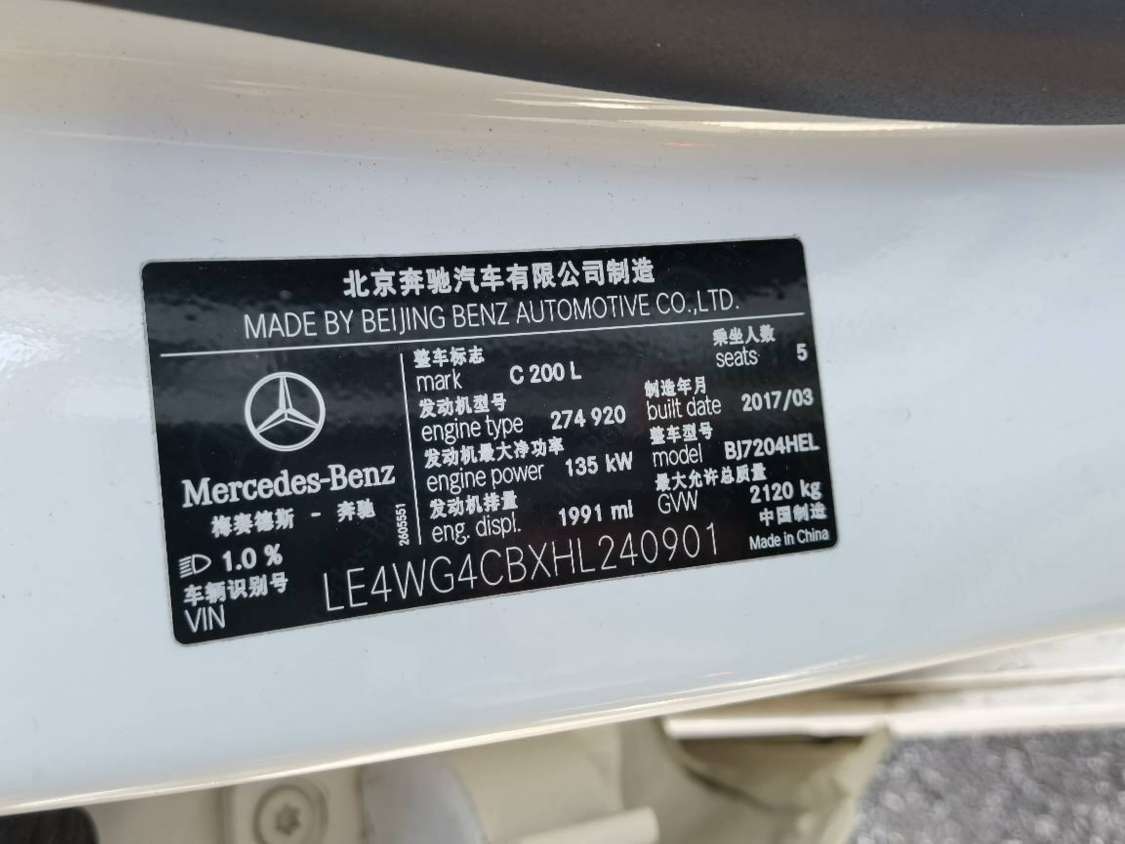 北京奔驰汽车有限公司制造
MADE BY BEIJING BENZ AUTOMOTIVE CO.,LTD.
Mercedes-Benz
梅赛德斯 - 奔驰
1.0 %
2605551
整车标志
mark C 200 L
乘坐人数
seats 5
发动机型号
engine type 274 920
制造年月
built date 2017/03
发动机最大净功率
engine power 135 kW
整车型号
model BJ7204HEL
发动机排量
eng. displ. 1991 ml
最大允许总质量
GVW 2120 kg
中国制造
Made in China
车辆识别号
VIN LE4WG4CBXHL240901